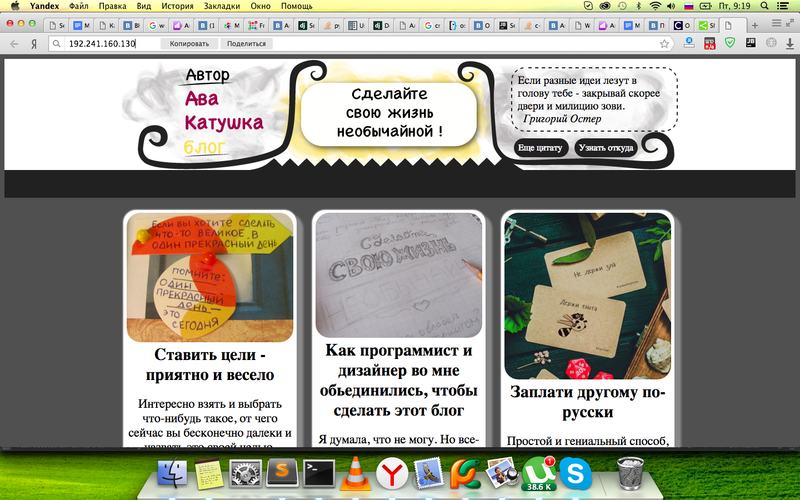 Yandex Файл Правка Вид История Закладки Окно Помощь
Пт, 9:19
192.241.160.130
Копировать Поделиться
Автор
Ава
Катушка
блог
Сделайте
свою жизнь
необычайной !
Если разные идеи лезут в
голову тебе - закрывай скорее
двери и милицию зови.
Григорий Остер
Еще цитату Узнать откуда
Если вы хотите сделать
что-то великое в
один прекрасный день
помните:
один
прекрасный
день —
это
сегодня
Ставить цели -
приятно и весело
Интересно взять и выбрать
что-нибудь такое, от чего
сейчас вы бесконечно далеки и
Сделайте
свою жизнь
Как программист и
дизайнер во мне
обьединились, чтобы
сделать этот блог
Я думала, что не могу. Но все-
Не держи зла
Держи енота
Заплати другому по-
русски
Простой и гениальный способ,
38.6 K